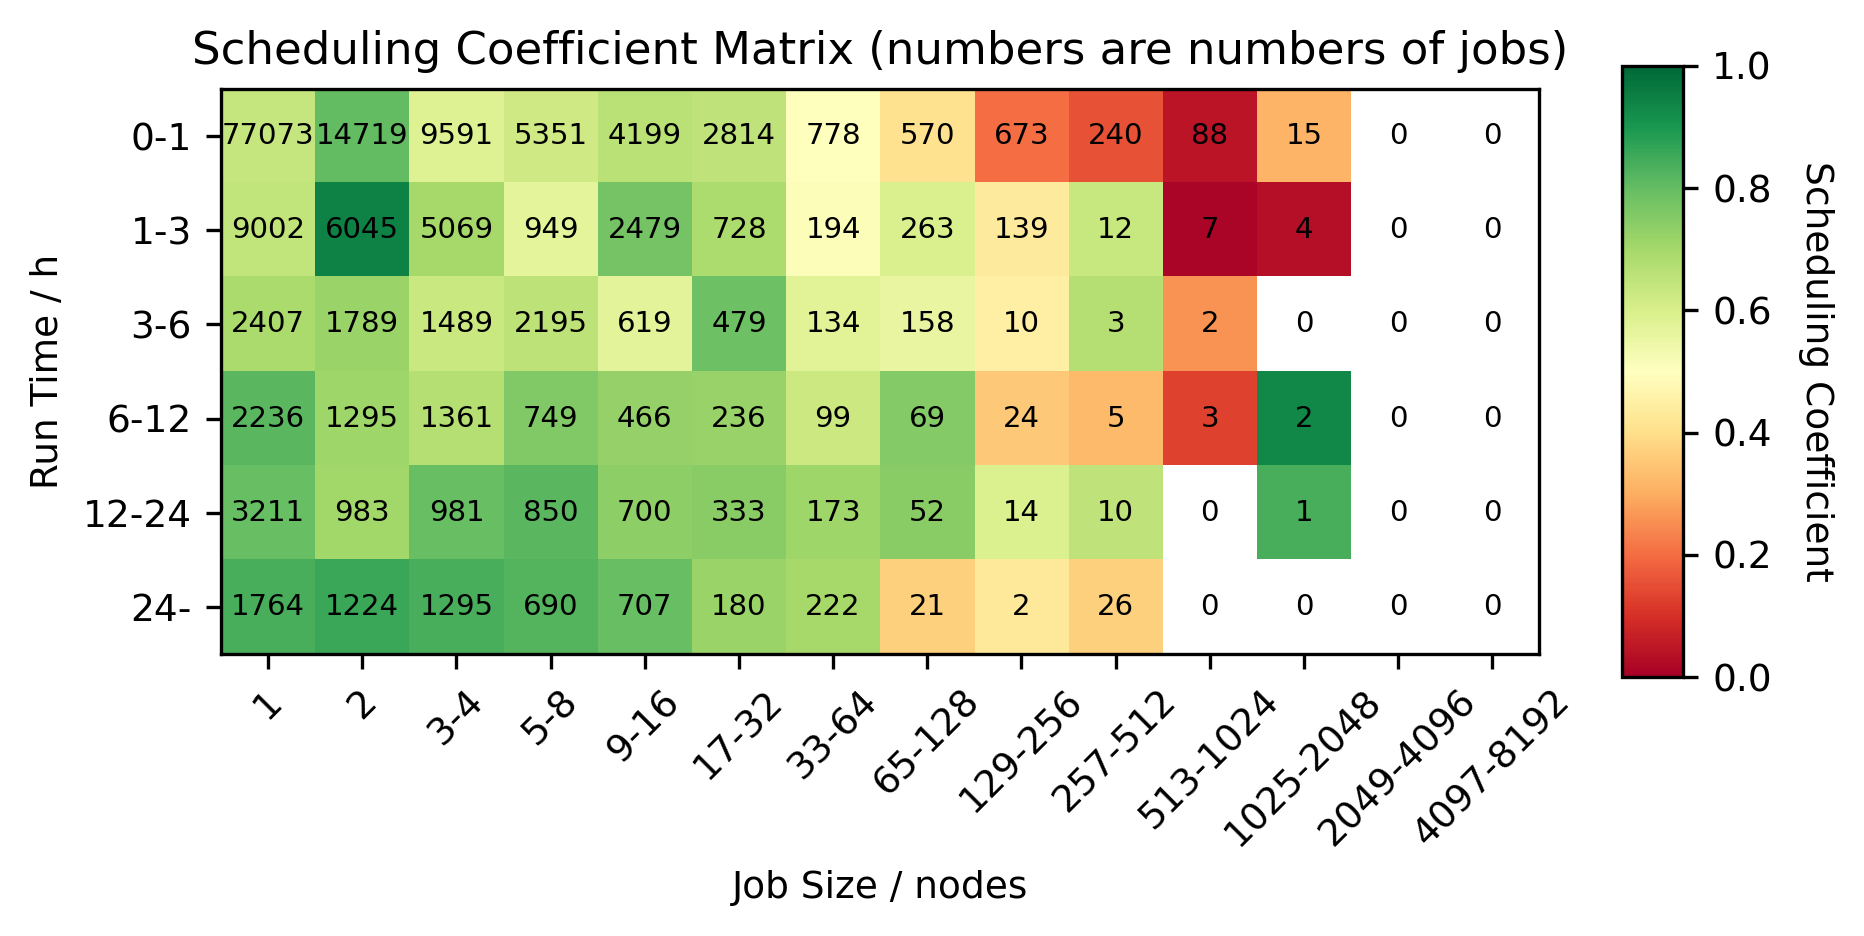 Scheduling Coefficient Matrix (numbers are numbers of jobs)
0-1 77073 14719 9591 5351 4199 2814 778 570 673 240 88 15 0 0
1-3 9002 6045 5069 949 2479 728 194 263 139 12 7 4 0 0
3-6 2407 1789 1489 2195 619 479 134 158 10 3 2 0 0 0
6-12 2236 1295 1361 749 466 236 99 69 24 5 3 2 0 0
12-24 3211 983 981 850 700 333 173 52 14 10 0 1 0 0
24- 1764 1224 1295 690 707 180 222 21 2 26 0 0 0 0
Run Time / h
1 2 3-4 5-8 9-16 17-32 33-64 65-128 129-256 257-512 513-1024 1025-2048 2049-4096 4097-8192
Job Size / nodes
1.0
0.8
0.6
0.4
0.2
0.0
Scheduling Coefficient